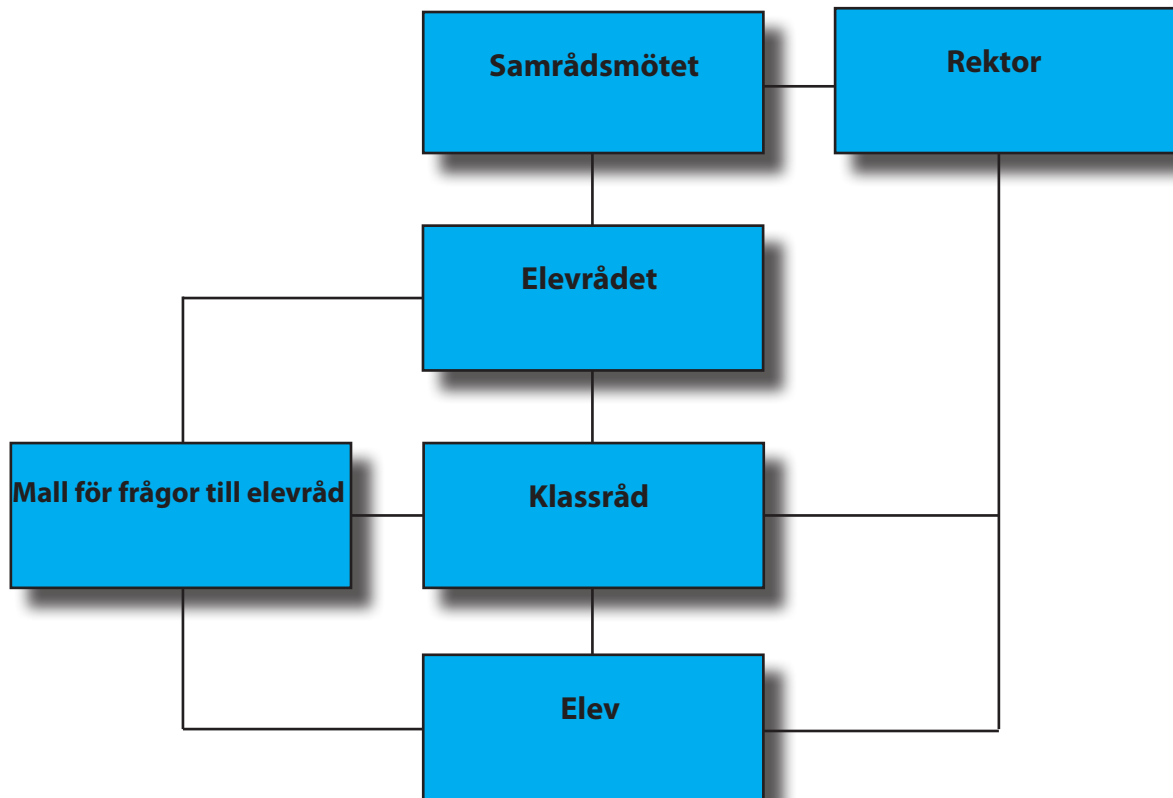 Samrådsmötet
Rektor
Elevrådet
Mall för frågor till elevråd
Klassråd
Elev